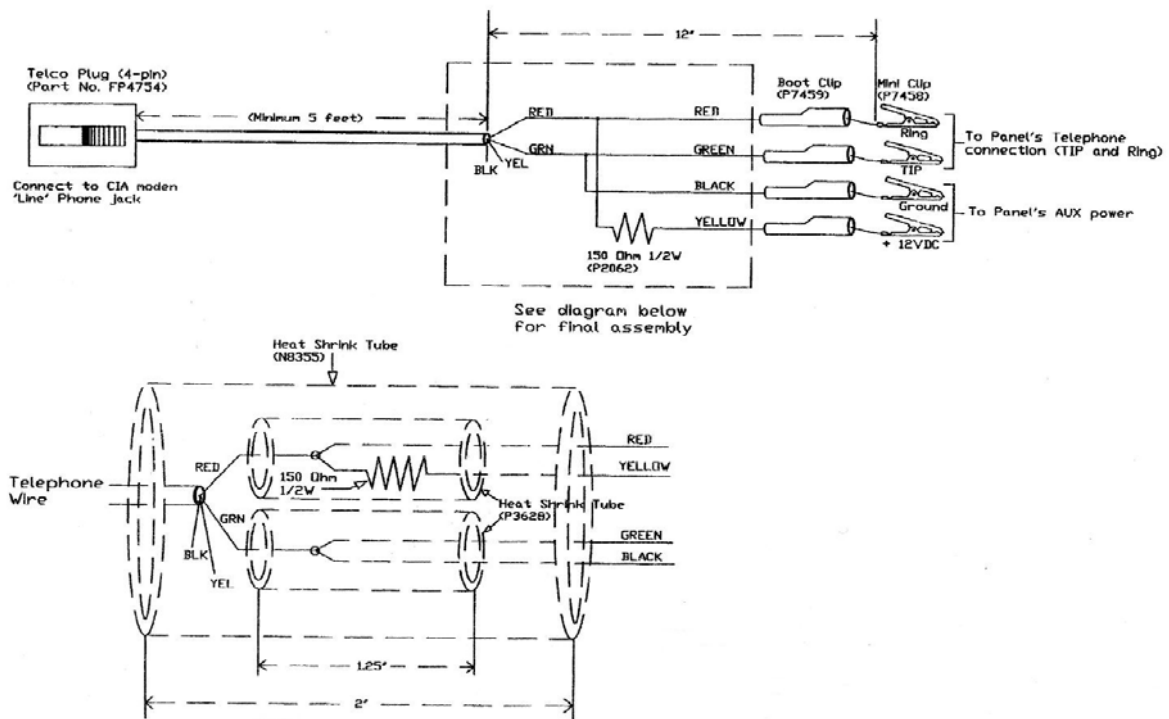 12"
Telco Plug (4-pin)
(Part No. FP4754)
Boot Clip
(P7459)
Mini Clip
(P7458)
(Minimum 5 feet)
RED
RED
Ring
To Panel's Telephone
connection (TIP and Ring)
GRN
YEL
BLK
GREEN
TIP
BLACK
Ground
Connect to CIA modem
'Line' Phone jack
YELLOW
To Panel's AUX power
+ 12VDC
150 Ohm 1/2W
(P2062)
See diagram below
for final assembly
Heat Shrink Tube
(N8355)
RED
RED
YELLOW
150 Ohm
1/2W
Telephone
Wire
Heat Shrink Tube
(P3628)
GRN
GREEN
BLACK
BLK
YEL
1.25"
2"